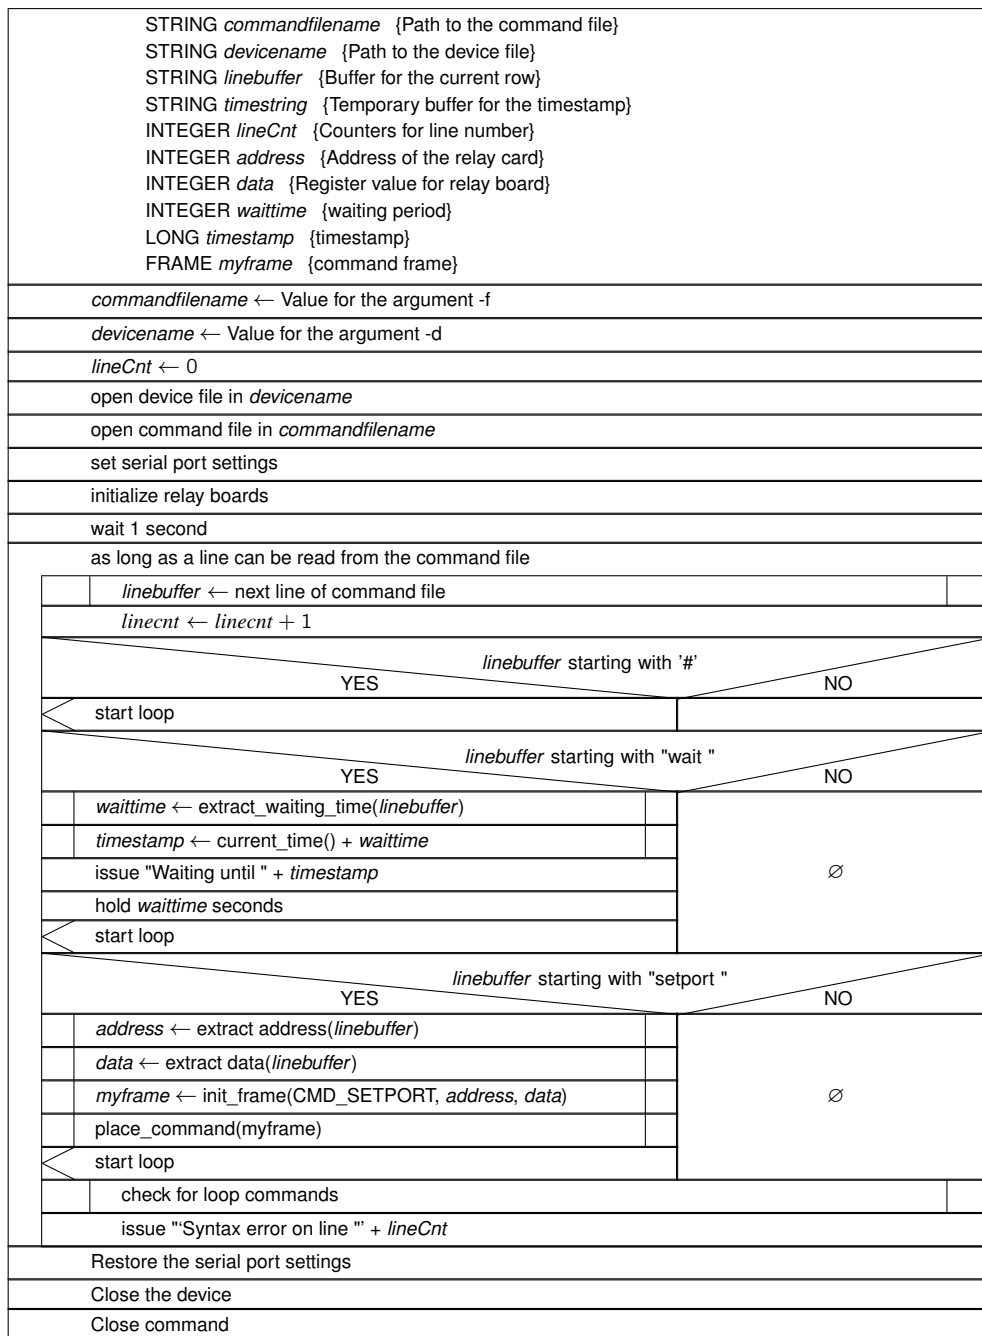 STRING commandfilename {Path to the command file}
STRING devicename {Path to the device file}
STRING linebuffer {Buffer for the current row}
STRING timestring {Temporary buffer for the timestamp}
INTEGER lineCnt {Counters for line number}
INTEGER address {Address of the relay card}
INTEGER data {Register value for relay board}
INTEGER waittime {waiting period}
LONG timestamp {timestamp}
FRAME myframe {command frame}
commandfilename ← Value for the argument -f
devicename ← Value for the argument -d
lineCnt ← 0
open device file in devicename
open command file in commandfilename
set serial port settings
initialize relay boards
wait 1 second
as long as a line can be read from the command file
linebuffer ← next line of command file
linecnt ← linecnt + 1
linebuffer starting with '#'
YES NO
start loop
linebuffer starting with "wait "
YES NO
waittime ← extract_waiting_time(linebuffer)
timestamp ← current_time() + waittime
issue "Waiting until " + timestamp ∅
hold waittime seconds
start loop
linebuffer starting with "setport "
YES NO
address ← extract address(linebuffer)
data ← extract data(linebuffer)
myframe ← init_frame(CMD_SETPORT, address, data) ∅
place_command(myframe)
start loop
check for loop commands
issue "'Syntax error on line "' + lineCnt
Restore the serial port settings
Close the device
Close command